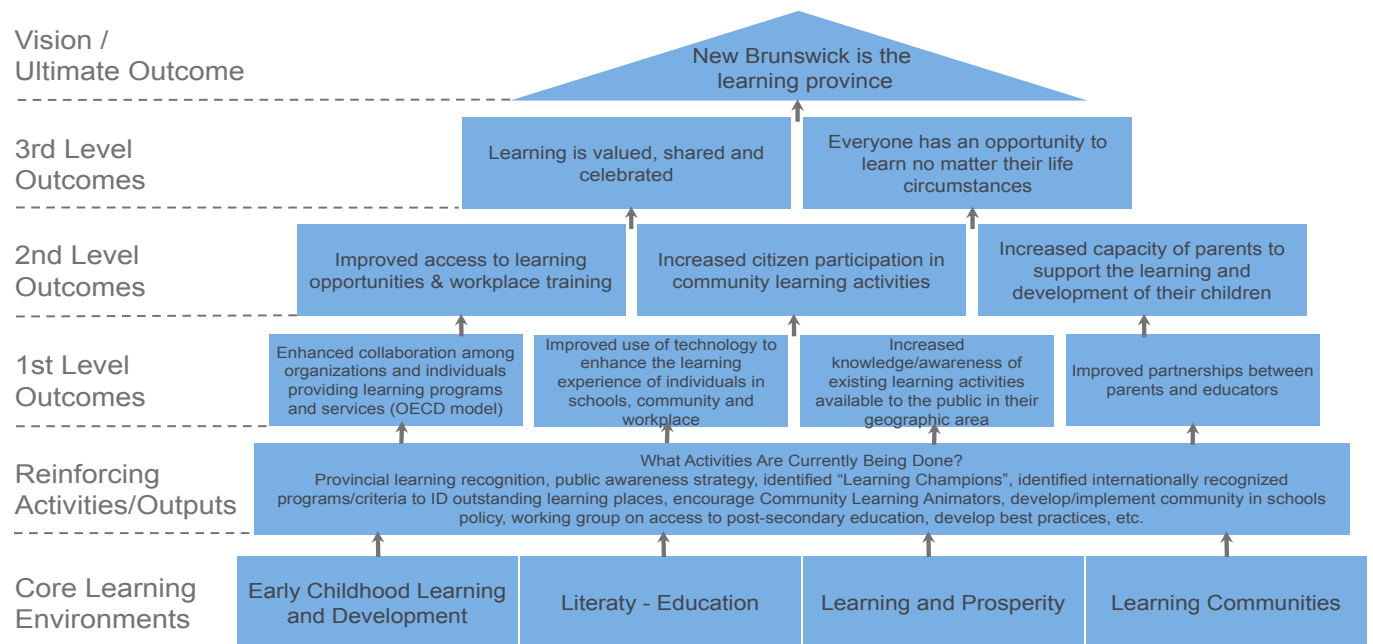 Vision /
Ultimate Outcome
New Brunswick is the
learning province
3rd Level
Outcomes
Learning is valued, shared and
celebrated
Everyone has an opportunity to
learn no matter their life
circumstances
2nd Level
Outcomes
Improved access to learning
opportunities & workplace training
Increased citizen participation in
community learning activities
Increased capacity of parents to
support the learning and
development of their children
1st Level
Outcomes
Enhanced collaboration among
organizations and individuals
providing learning programs
and services (OECD model)
Improved use of technology to
enhance the learning
experience of individuals in
schools, community and
workplace
Increased
knowledge/awareness of
existing learning activities
available to the public in their
geographic area
Improved partnerships between
parents and educators
Reinforcing
Activities/Outputs
What Activities Are Currently Being Done?
Provincial learning recognition, public awareness strategy, identified “Learning Champions”, identified internationally recognized
programs/criteria to ID outstanding learning places, encourage Community Learning Animators, develop/implement community in schools
policy, working group on access to post-secondary education, develop best practices, etc.
Core Learning
Environments
Early Childhood Learning
and Development
Literaty - Education
Learning and Prosperity
Learning Communities